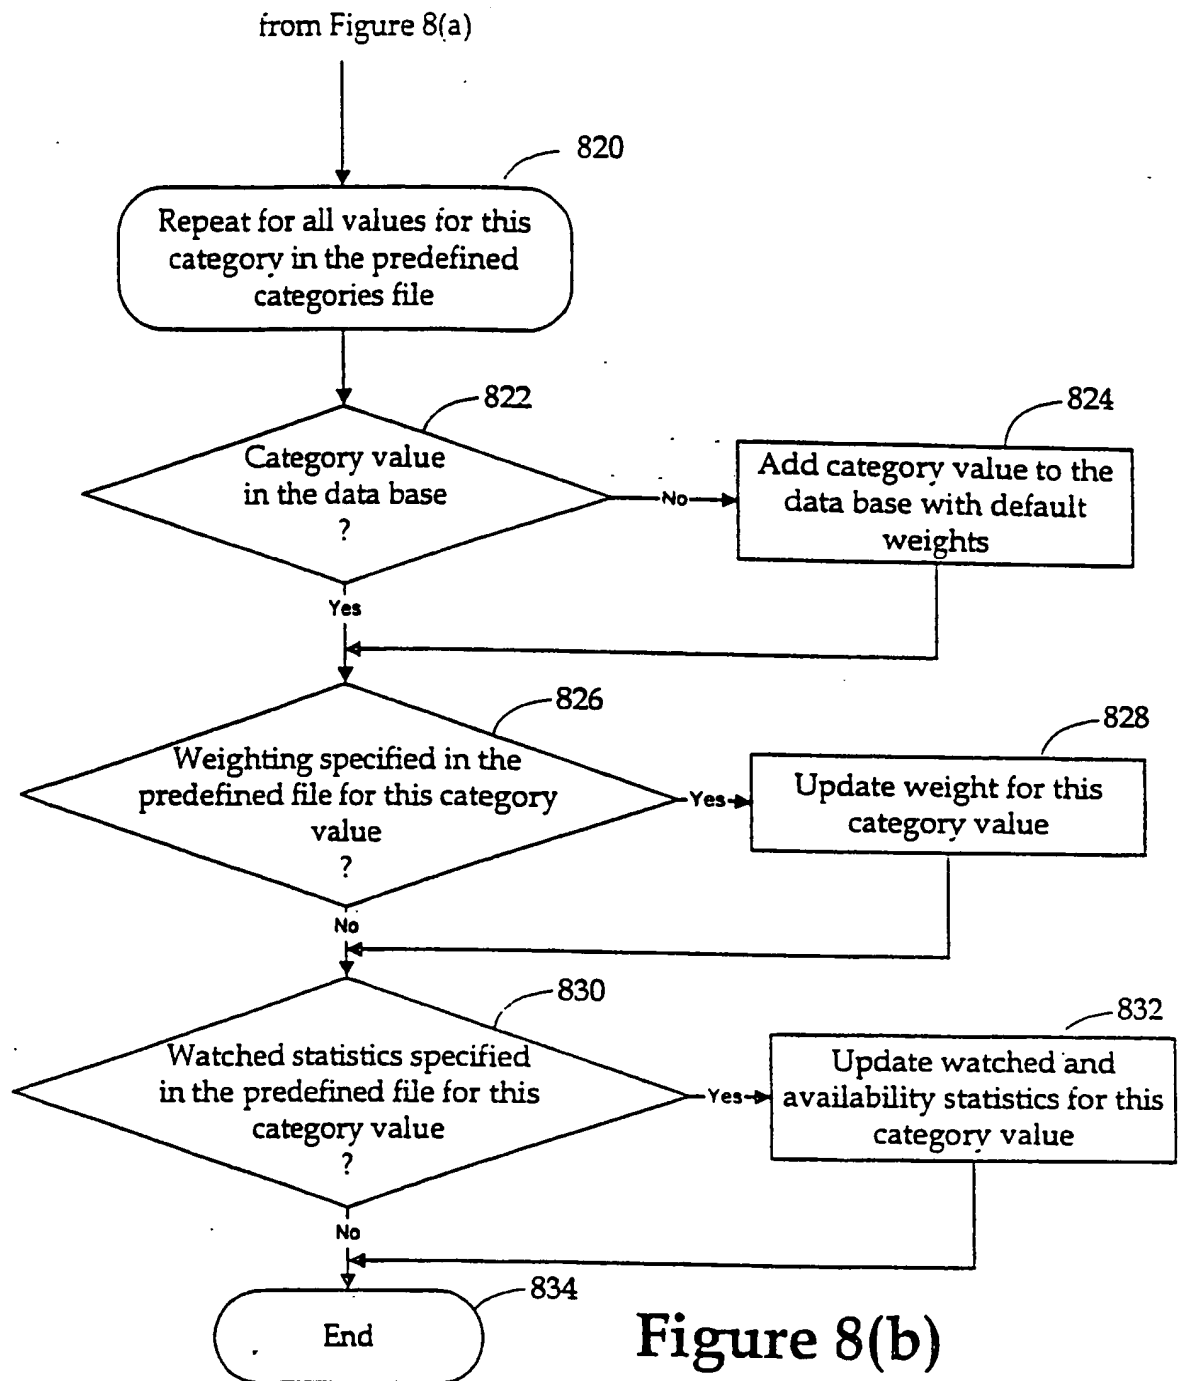 from Figure 8(a)
820
Repeat for all values for this
category in the predefined
categories file
822
Category value
in the data base
?
No
824
Add category value to the
data base with default
weights
Yes
826
Weighting specified in the
predefined file for this category
value
?
Yes
828
Update weight for this
category value
No
830
Watched statistics specified
in the predefined file for this
category value
?
Yes
832
Update watched and
availability statistics for this
category value
No
834
End
Figure 8(b)